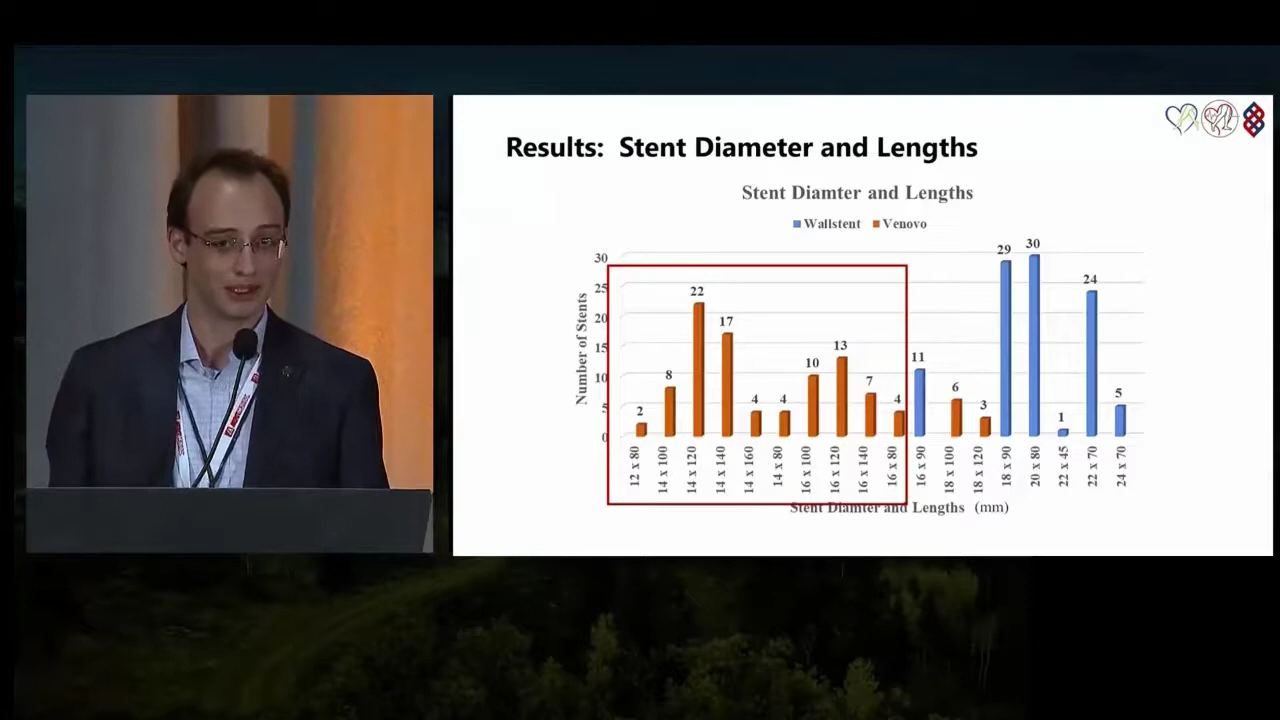 Results: Stent Diameter and Lengths
Stent Diamter and Lengths
Wallstent Venovo
Number of Stents
30
25
20
15
10
5
0
2 8 22 17 4 4 10 13 7 4 11 6 3 29 30 1 24 5
12 x 80
14 x 100
14 x 120
14 x 140
14 x 160
14 x 80
16 x 100
16 x 120
16 x 140
16 x 80
16 x 90
18 x 100
18 x 120
18 x 90
20 x 80
22 x 45
22 x 70
24 x 70
Stent Diamter and Lengths (mm)